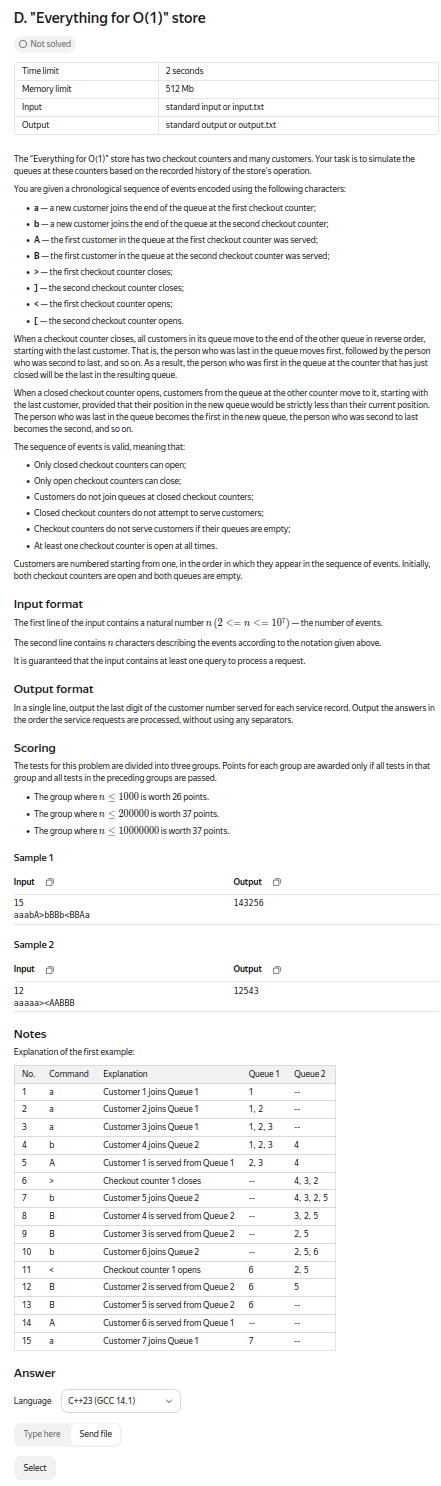 D. "Everything for O(1)" store
Not solved
Time limit 2 seconds
Memory limit 512 Mb
Input standard input or input.txt
Output standard output or output.txt
The "Everything for O(1)" store has two checkout counters and many customers. Your task is to simulate the
queues at these counters based on the recorded history of the store's operation.
You are given a chronological sequence of events encoded using the following characters:
• a — a new customer joins the end of the queue at the first checkout counter;
• b — a new customer joins the end of the queue at the second checkout counter;
• A — the first customer in the queue at the first checkout counter was served;
• B — the first customer in the queue at the second checkout counter was served;
• > — the first checkout counter closes;
• ] — the second checkout counter closes;
• < — the first checkout counter opens;
• [ — the second checkout counter opens.
When a checkout counter closes, all customers in its queue move to the end of the other queue in reverse order,
starting with the last customer. That is, the person who was last in the queue moves first, followed by the person
who was second to last, and so on. As a result, the person who was first in the queue at the counter that has just
closed will be the last in the resulting queue.
When a closed checkout counter opens, customers from the queue at the other counter move to it, starting with
the last customer, provided that their position in the new queue would be strictly less than their current position.
The person who was last in the queue becomes the first in the new queue, the person who was second to last
becomes the second, and so on.
The sequence of events is valid, meaning that:
• Only closed checkout counters can open;
• Only open checkout counters can close;
• Customers do not join queues at closed checkout counters;
• Closed checkout counters do not attempt to serve customers;
• Checkout counters do not serve customers if their queues are empty;
• At least one checkout counter is open at all times.
Customers are numbered starting from one, in the order in which they appear in the sequence of events. Initially,
both checkout counters are open and both queues are empty.
Input format
The first line of the input contains a natural number n (2 <= n <= 10⁷) — the number of events.
The second line contains n characters describing the events according to the notation given above.
It is guaranteed that the input contains at least one query to process a request.
Output format
In a single line, output the last digit of the customer number served for each service record. Output the answers in
the order the service requests are processed, without using any separators.
Scoring
The tests for this problem are divided into three groups. Points for each group are awarded only if all tests in that
group and all tests in the preceding groups are passed.
• The group where n ≤ 1000 is worth 26 points.
• The group where n ≤ 200000 is worth 37 points.
• The group where n ≤ 10000000 is worth 37 points.
Sample 1
Input Output
15 143256
aaabA>bBBb<BBAa
Sample 2
Input Output
12 12543
aaaaa><AABBB
Notes
Explanation of the first example:
No. Command Explanation Queue 1 Queue 2
1 a Customer 1 joins Queue 1 1 --
2 a Customer 2 joins Queue 1 1, 2 --
3 a Customer 3 joins Queue 1 1, 2, 3 --
4 b Customer 4 joins Queue 2 1, 2, 3 4
5 A Customer 1 is served from Queue 1 2, 3 4
6 > Checkout counter 1 closes -- 4, 3, 2
7 b Customer 5 joins Queue 2 -- 4, 3, 2, 5
8 B Customer 4 is served from Queue 2 -- 3, 2, 5
9 B Customer 3 is served from Queue 2 -- 2, 5
10 b Customer 6 joins Queue 2 -- 2, 5, 6
11 < Checkout counter 1 opens 6 2, 5
12 B Customer 2 is served from Queue 2 6 5
13 B Customer 5 is served from Queue 2 6 --
14 A Customer 6 is served from Queue 1 -- --
15 a Customer 7 joins Queue 1 7 --
Answer
Language C++23 (GCC 14.1)
Type here Send file
Select